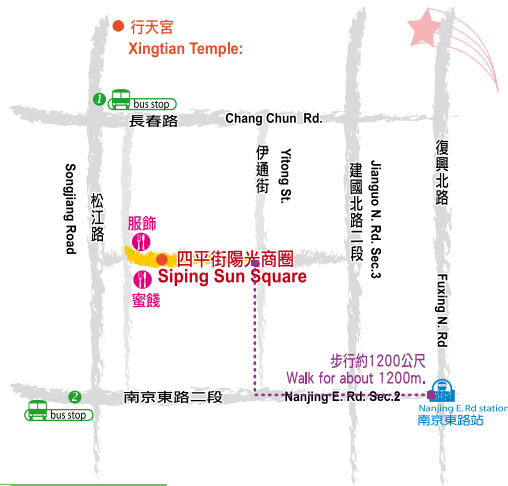 行天宮
Xingtian Temple:
1
bus stop
長春路
Chang Chun Rd.
Songjiang Road
松江路
伊通街
Yitong St.
建國北路二段
Jianguo N. Rd. Sec.3
復興北路
Fuxing N. Rd
服飾
四平街陽光商圈
Siping Sun Square
蜜餞
步行約1200公尺
Walk for about 1200m.
2
bus stop
南京東路二段
Nanjing E. Rd. Sec.2
Nanjing E. Rd station
南京東路站